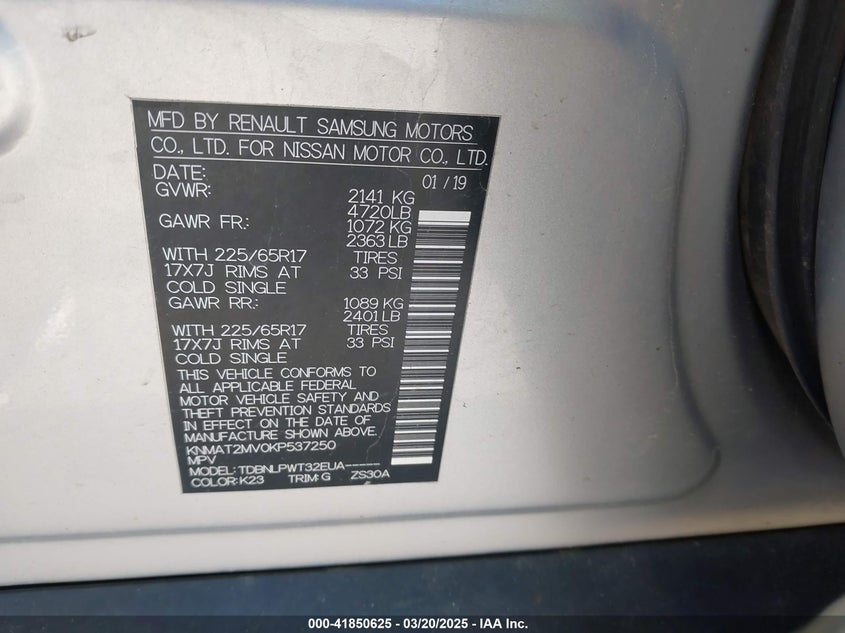 MFD BY RENAULT SAMSUNG MOTORS
CO., LTD. FOR NISSAN MOTOR CO., LTD.
DATE: 01 / 19
GVWR: 2141 KG
4720LB
GAWR FR.: 1072 KG
2363 LB
WITH 225/65R17 TIRES
17X7J RIMS AT 33 PSI
COLD SINGLE
GAWR RR.: 1089 KG
2401 LB
WITH 225/65R17 TIRES
17X7J RIMS AT 33 PSI
COLD SINGLE
THIS VEHICLE CONFORMS TO
ALL APPLICABLE FEDERAL
MOTOR VEHICLE SAFETY AND
THEFT PREVENTION STANDARDS
IN EFFECT ON THE DATE OF
MANUFACTURE SHOWN ABOVE.
KNMAT2MV0KP537250
MPV
MODEL: TDBNLPWT32EUA-----
COLOR: K23 TRIM: G ZS30A
000-41850625 - 03/20/2025 - IAA Inc.